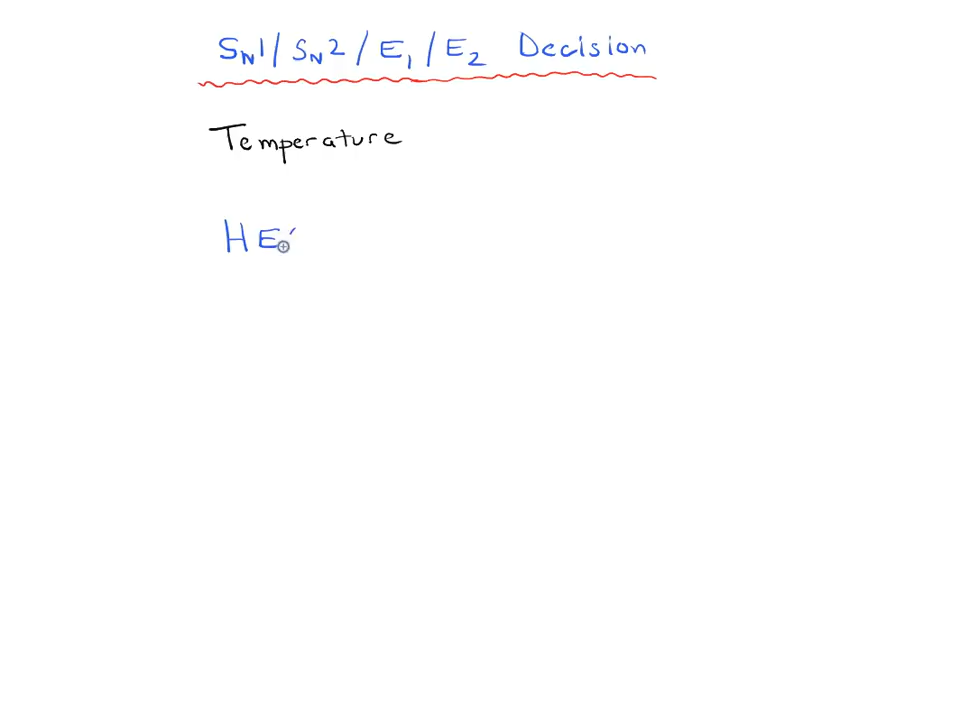 SN1 / SN2 / E1 / E2 Decision
Temperature
HE